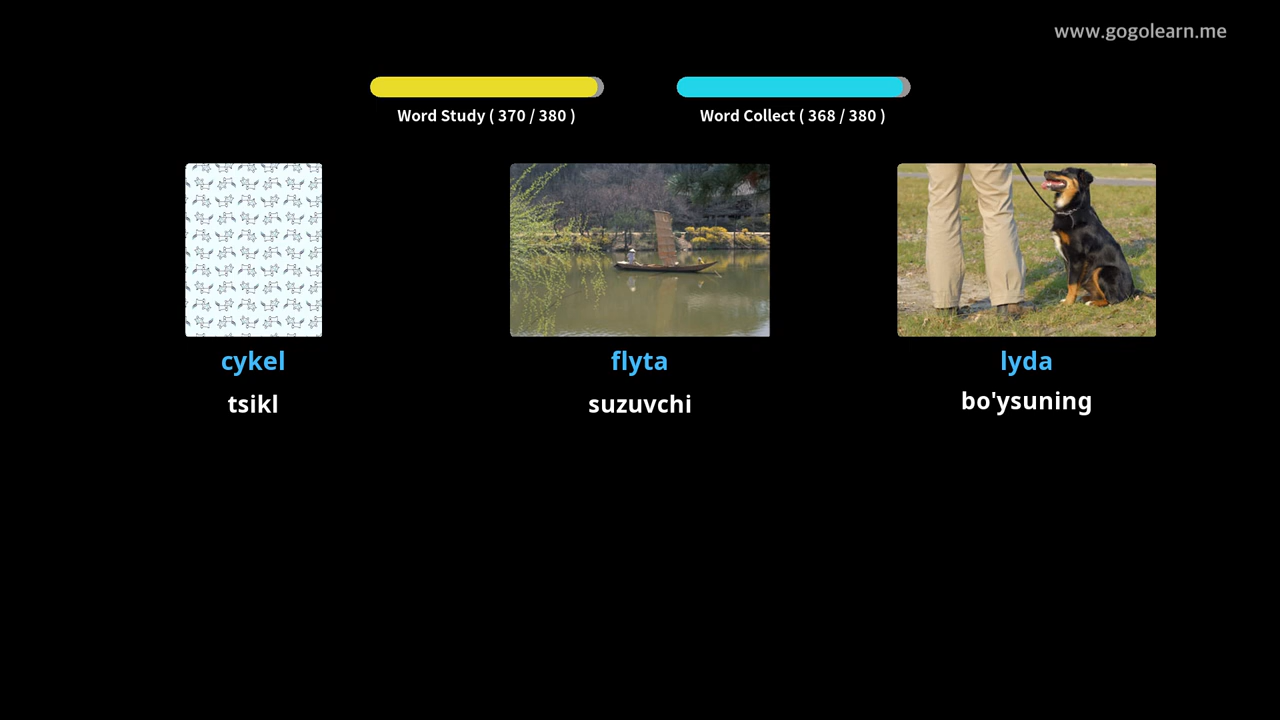 www.gogolearn.me
Word Study ( 370 / 380 )
Word Collect ( 368 / 380 )
cykel
flyta
lyda
tsikl
suzuvchi
bo'ysuning